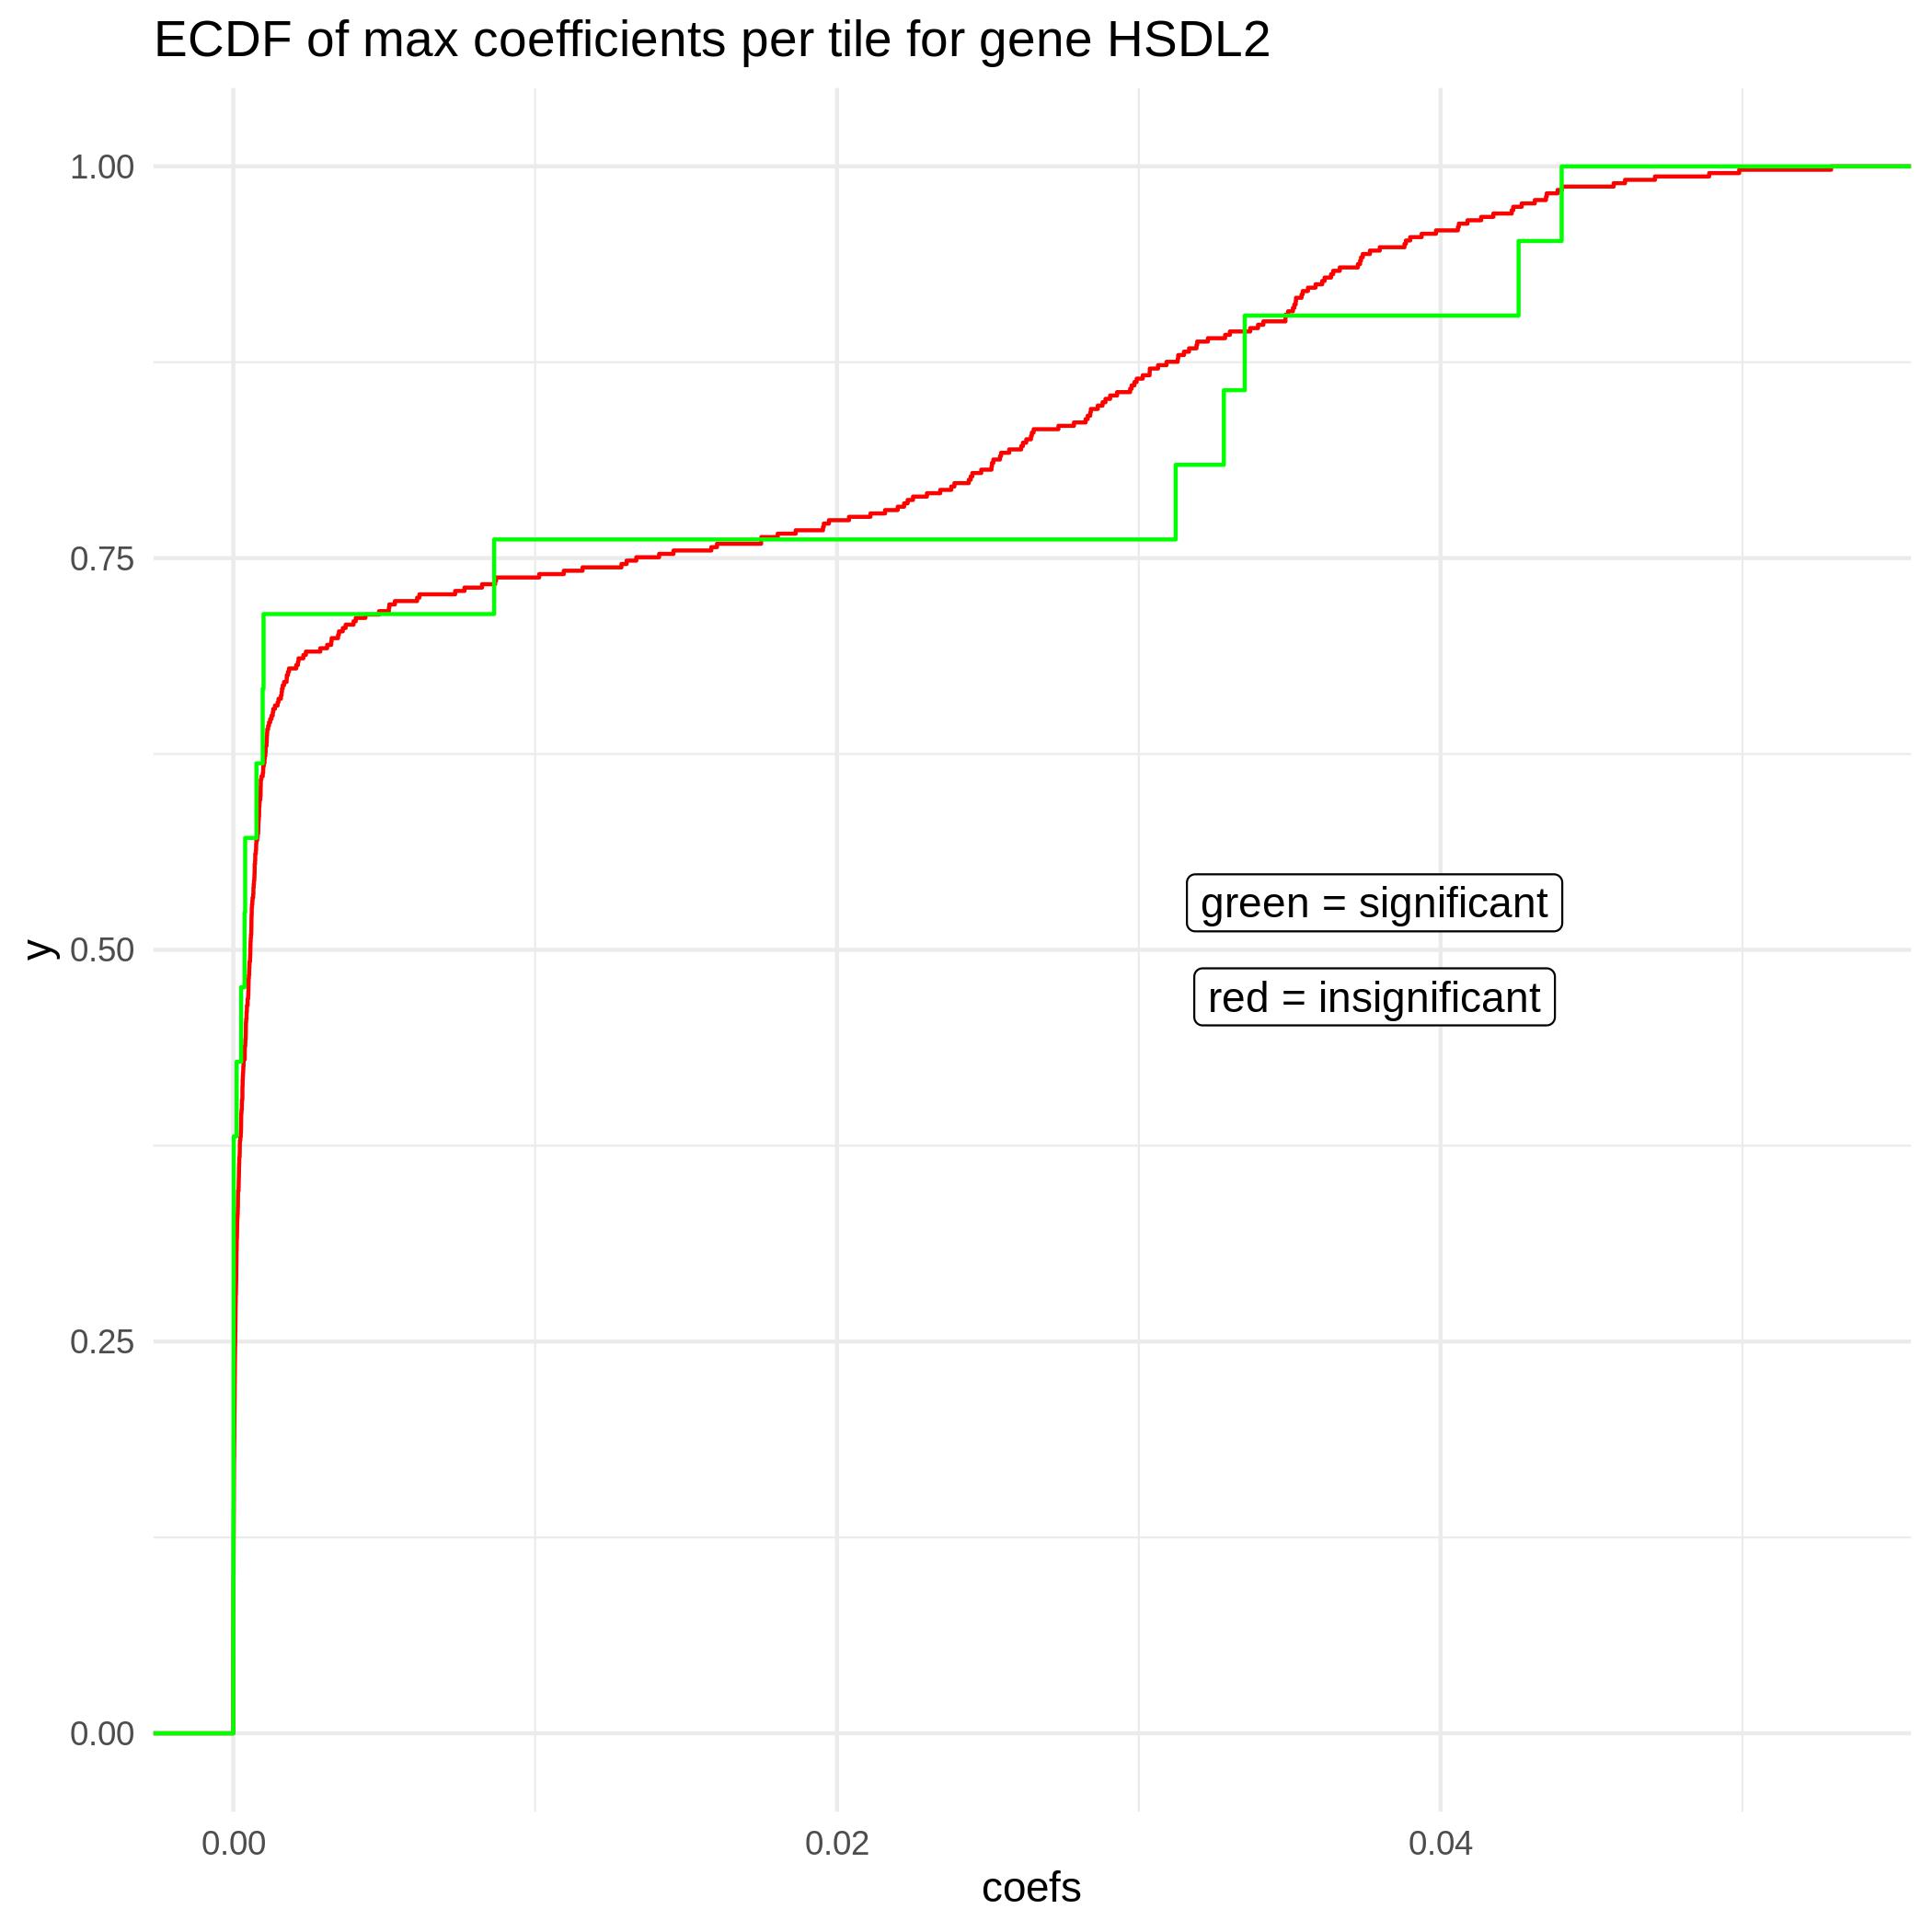 ECDF of max coefficients per tile for gene HSDL2
1.00
0.75
0.50
0.25
0.00
y
green = significant
red = insignificant
0.00 0.02 0.04
coefs